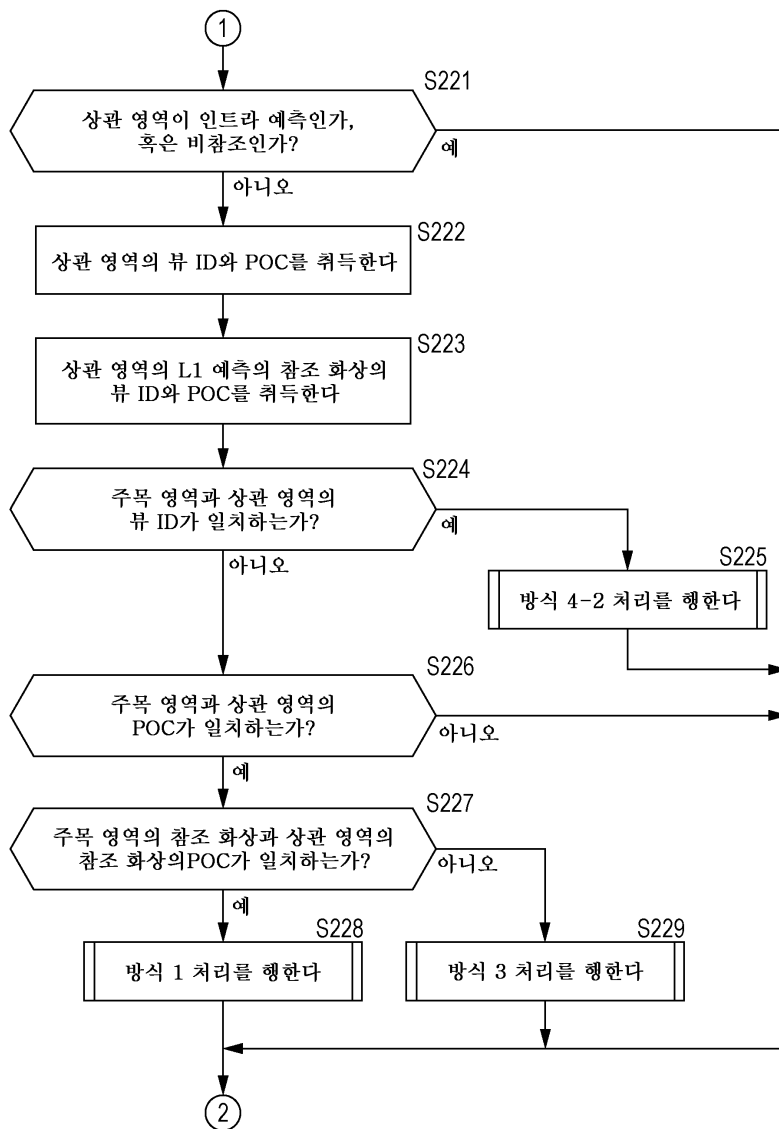 1
S221
상관 영역이 인트라 예측인가,
혹은 비참조인가?
예
아니오
S222
상관 영역의 뷰 ID와 POC를 취득한다
S223
상관 영역의 L1 예측의 참조 화상의
뷰 ID와 POC를 취득한다
S224
주목 영역과 상관 영역의
뷰 ID가 일치하는가?
예
아니오
S225
방식 4-2 처리를 행한다
S226
주목 영역과 상관 영역의
POC가 일치하는가?
아니오
예
S227
주목 영역의 참조 화상과 상관 영역의
참조 화상의POC가 일치하는가?
아니오
예
S228
방식 1 처리를 행한다
S229
방식 3 처리를 행한다
2